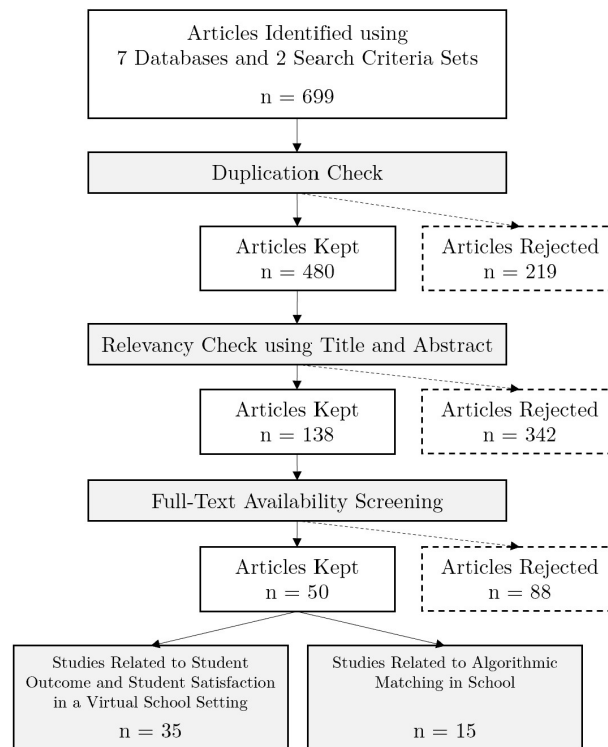 Articles Identified using
7 Databases and 2 Search Criteria Sets
n = 699
Duplication Check
Articles Kept
n = 480
Articles Rejected
n = 219
Relevancy Check using Title and Abstract
Articles Kept
n = 138
Articles Rejected
n = 342
Full-Text Availability Screening
Articles Kept
n = 50
Articles Rejected
n = 88
Studies Related to Student
Outcome and Student Satisfaction
in a Virtual School Setting
n = 35
Studies Related to Algorithmic
Matching in School
n = 15